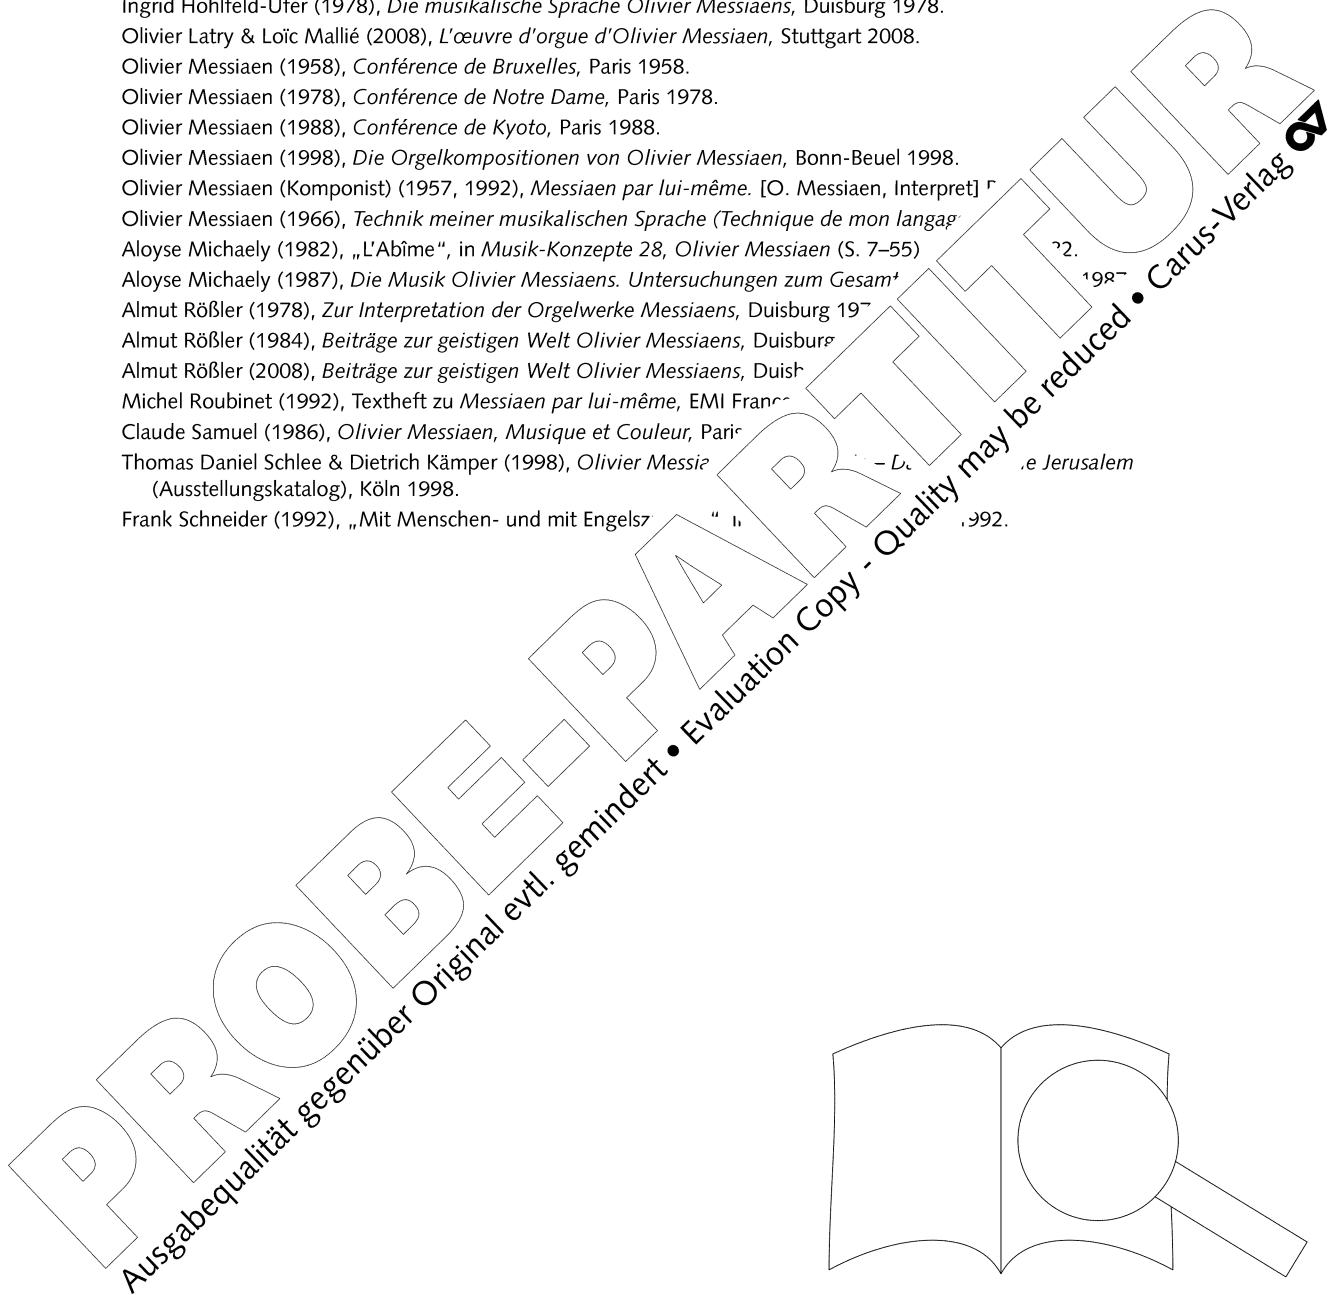 Ingrid Hohlfeld-Ufer (1978), Die musikalische Sprache Olivier Messiaens, Duisburg 1978.
Olivier Latry & Loïc Mallié (2008), L’œuvre d’orgue d’Olivier Messiaen, Stuttgart 2008.
Olivier Messiaen (1958), Conférence de Bruxelles, Paris 1958.
Olivier Messiaen (1978), Conférence de Notre Dame, Paris 1978.
Olivier Messiaen (1988), Conférence de Kyoto, Paris 1988.
Olivier Messiaen (1998), Die Orgelkompositionen von Olivier Messiaen, Bonn-Beuel 1998.
Olivier Messiaen (Komponist) (1957, 1992), Messiaen par lui-même. [O. Messiaen, Interpret]
Olivier Messiaen (1966), Technik meiner musikalischen Sprache (Technique de mon
Aloyse Michaely (1982), „L’Abîme“, in Musik-Konzepte 28, Olivier Messiaen (S. 7–55)
Aloyse Michaely (1987), Die Musik Olivier Messiaens. Untersuchungen zum
Almut Rößler (1978), Zur Interpretation der Orgelwerke Messiaens, Duisburg
Almut Rößler (1984), Beiträge zur geistigen Welt Olivier Messiaens, Duisburg
Almut Rößler (2008), Beiträge zur geistigen Welt Olivier Messiaens,
Michel Roubinet (1992), Textheft zu Messiaen par lui-même, EMI
Claude Samuel (1986), Olivier Messiaen, Musique et Couleur, Paris
Thomas Daniel Schlee & Dietrich Kämper (1998), Olivier – Jerusalem
(Ausstellungskatalog), Köln 1998.
Frank Schneider (1992), „Mit Menschen- und mit
PROBE-PARTITUR
Ausgabequalität gegenüber Original evtl. gemindert • Evaluation Copy - Quality may be reduced • Carus-Verlag